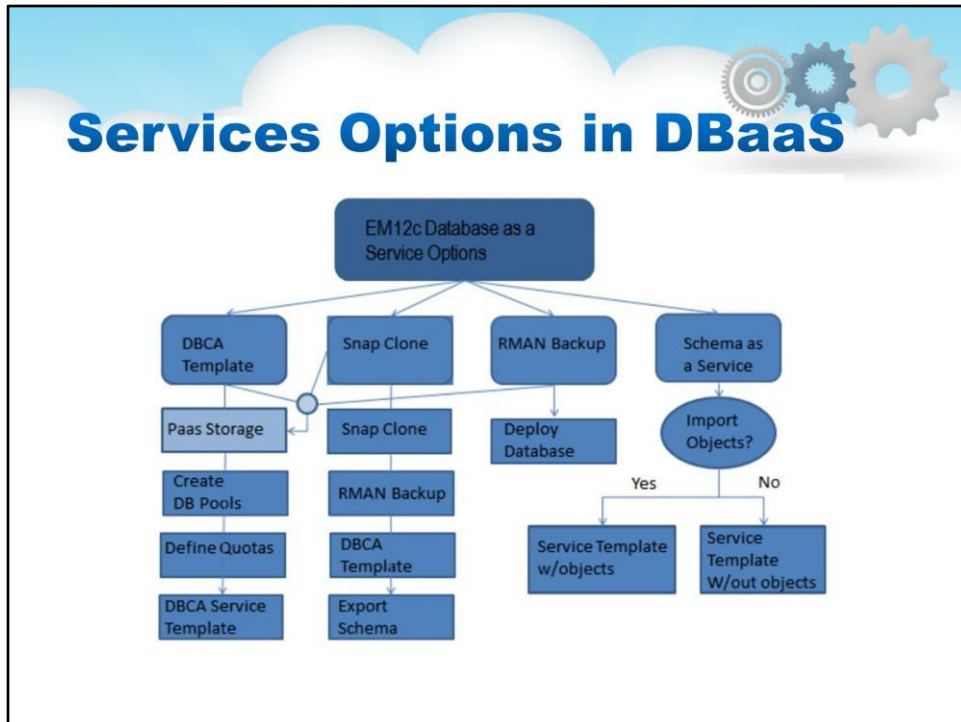 Services Options in DBaaS
EM12c Database as a
Service Options
DBCA
Template
Snap Clone
RMAN Backup
Schema as
a Service
Paas Storage
Snap Clone
Deploy
Database
Import
Objects?
Create
DB Pools
RMAN Backup
Yes
No
Define Quotas
DBCA
Template
Service Template
w/objects
Service
Template
W/out objects
DBCA Service
Template
Export
Schema